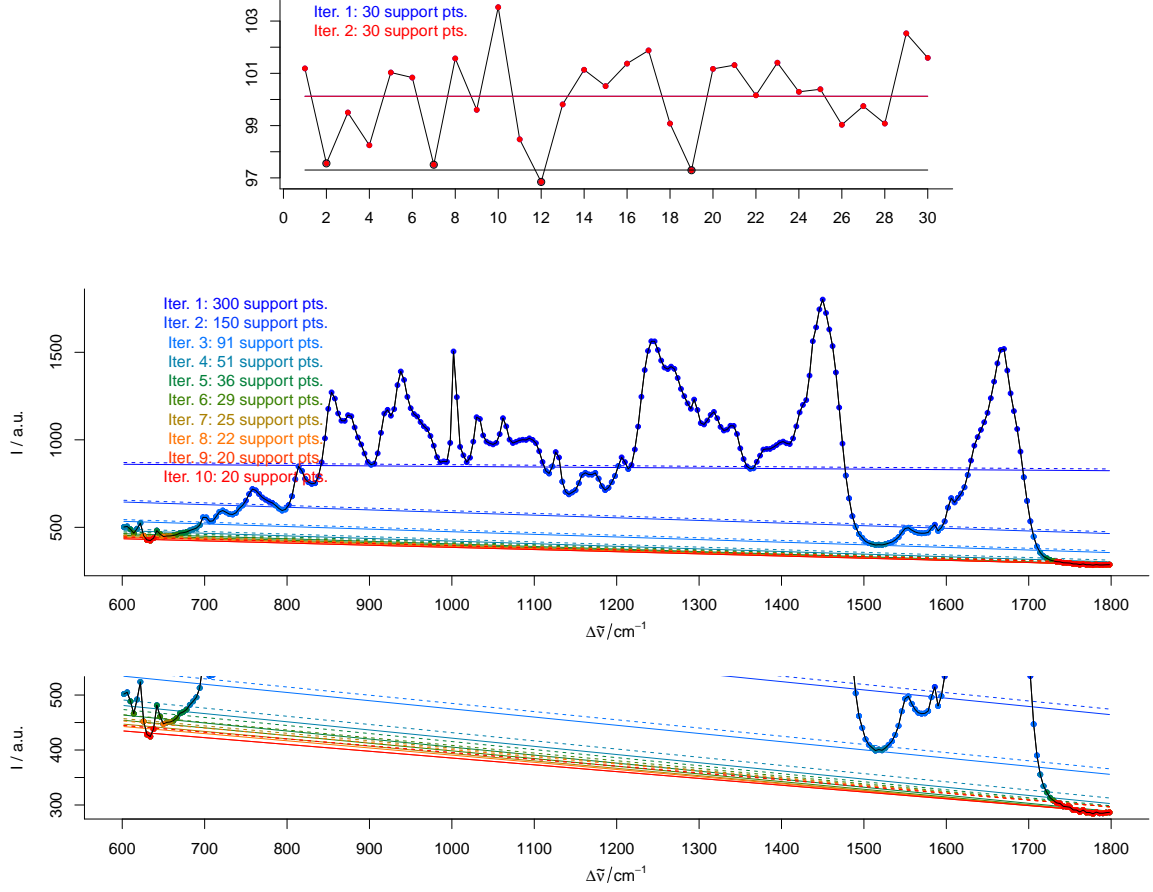 Iter. 1: 30 support pts.
Iter. 2: 30 support pts.
103
101
99
97
0 2 4 6 8 10 12 14 16 18 20 22 24 26 28 30
Iter. 1: 300 support pts.
Iter. 2: 150 support pts.
Iter. 3: 91 support pts.
Iter. 4: 51 support pts.
Iter. 5: 36 support pts.
Iter. 6: 29 support pts.
Iter. 7: 25 support pts.
Iter. 8: 22 support pts.
Iter. 9: 20 support pts.
Iter. 10: 20 support pts.
I / a.u.
1500
1000
500
600 700 800 900 1000 1100 1200 1300 1400 1500 1600 1700 1800
Δν̃/cm⁻¹
I / a.u.
500
400
300
600 700 800 900 1000 1100 1200 1300 1400 1500 1600 1700 1800
Δν̃/cm⁻¹